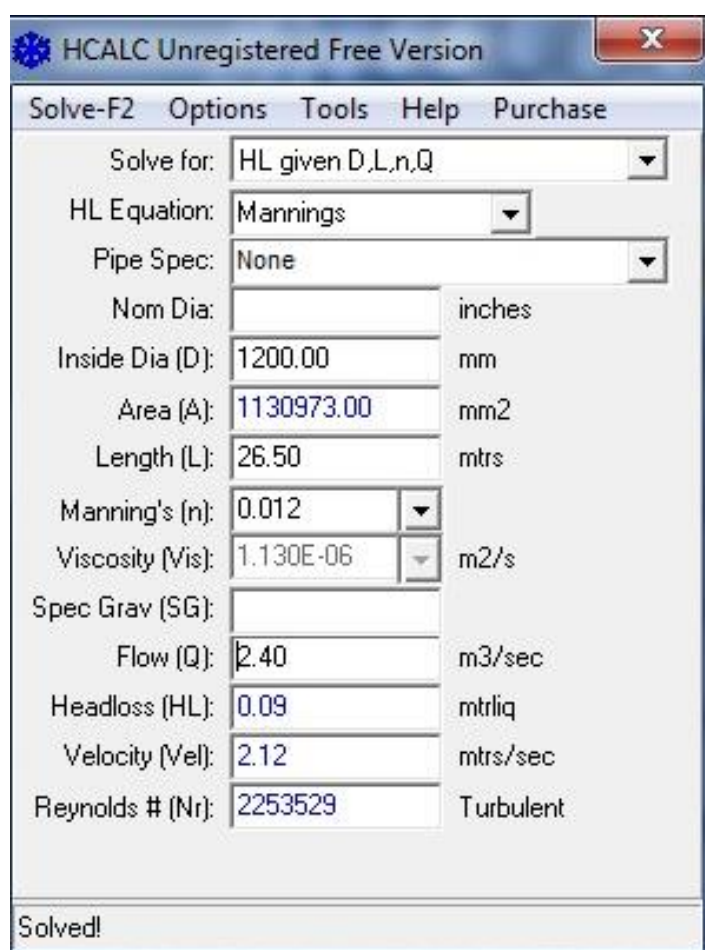 HCALC Unregistered Free Version
Solve-F2 Options Tools Help Purchase
Solve for: HL given D,L,n,Q
HL Equation: Mannings
Pipe Spec: None
Nom Dia: inches
Inside Dia (D): 1200.00 mm
Area (A): 1130973.00 mm2
Length (L): 26.50 mtrs
Manning's (n): 0.012
Viscosity (Vis): 1.130E-06 m2/s
Spec Grav (SG):
Flow (Q): 2.40 m3/sec
Headloss (HL): 0.09 mtrliq
Velocity (Vel): 2.12 mtrs/sec
Reynolds # (Nr): 2253529 Turbulent
Solved!